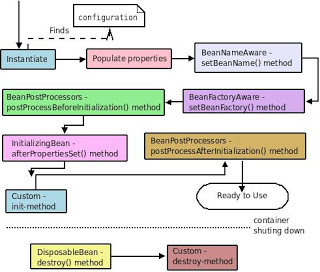 configuration
Finds
Instantiate
Populate properties
BeanNameAware -
setBeanName() method
BeanPostProcessors -
postProcessBeforeInitialization() method
BeanFactoryAware -
setBeanFactory() method
InitializingBean -
afterPropertiesSet() method
BeanPostProcessors -
postProcessAfterInitialization() method
Custom -
init-method
Ready to Use
container
shutting down
DisposableBean -
destroy() method
Custom -
destroy-method